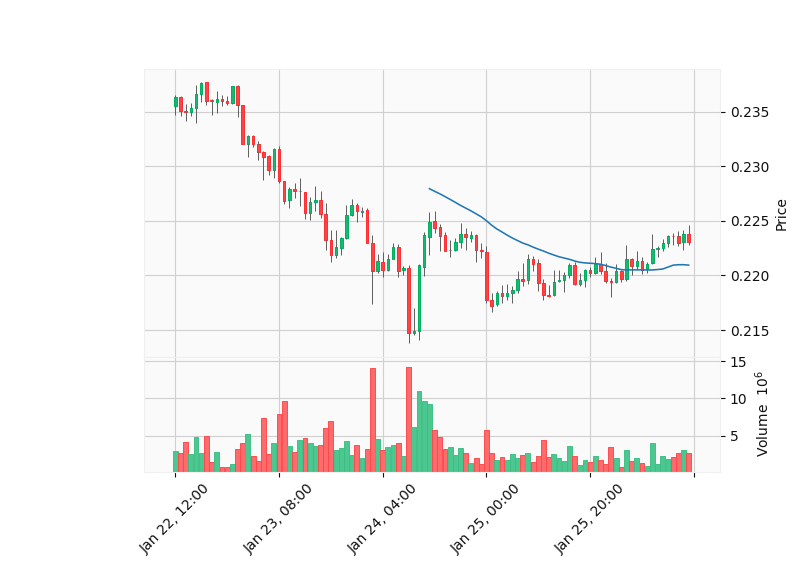 0.235
0.230
0.225
0.220
0.215
Price
15
10
5
Volume 10^6
Jan 22, 12:00
Jan 23, 08:00
Jan 24, 04:00
Jan 25, 00:00
Jan 25, 20:00